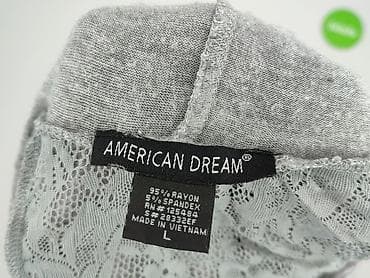 AMERICAN DREAM®
95% RAYON
5% SPANDEX
RN# 125484
S# 28332EF
MADE IN VIETNAM
L